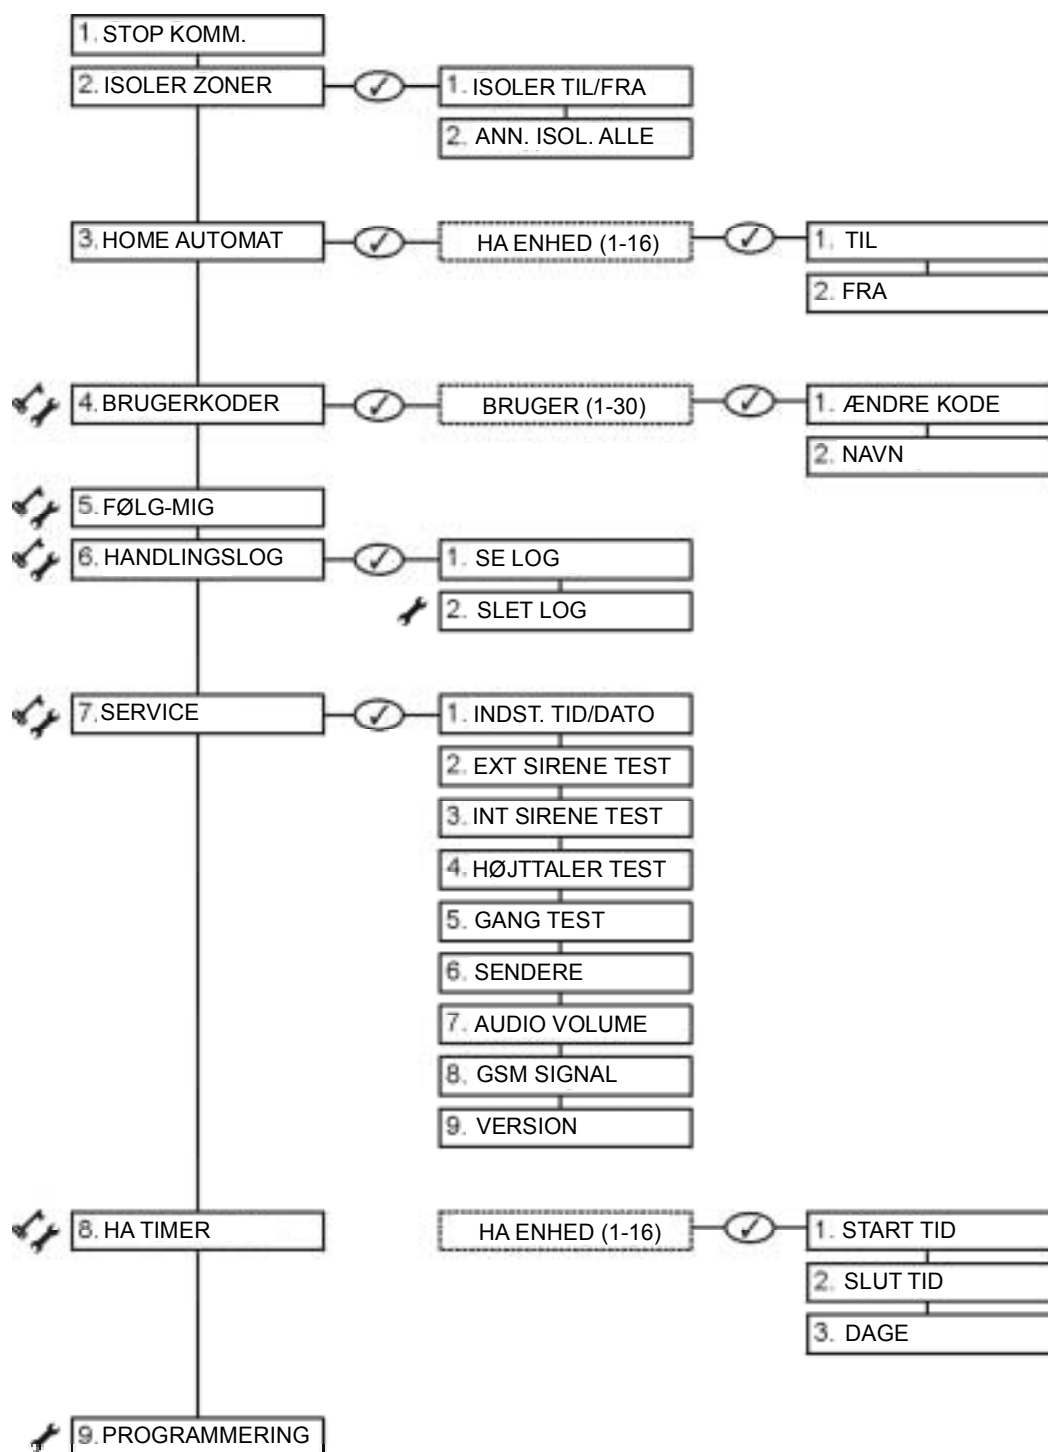 1. STOP KOMM.
2. ISOLER ZONER
1. ISOLER TIL/FRA
2. ANN. ISOL. ALLE
3. HOME AUTOMAT
HA ENHED (1-16)
1. TIL
2. FRA
4. BRUGERKODER
BRUGER (1-30)
1. ÆNDRE KODE
2. NAVN
5. FØLG-MIG
6. HANDLINGSLOG
1. SE LOG
2. SLET LOG
7. SERVICE
1. INDST. TID/DATO
2. EXT SIRENE TEST
3. INT SIRENE TEST
4. HØJTTALER TEST
5. GANG TEST
6. SENDERE
7. AUDIO VOLUME
8. GSM SIGNAL
9. VERSION
8. HA TIMER
HA ENHED (1-16)
1. START TID
2. SLUT TID
3. DAGE
9. PROGRAMMERING